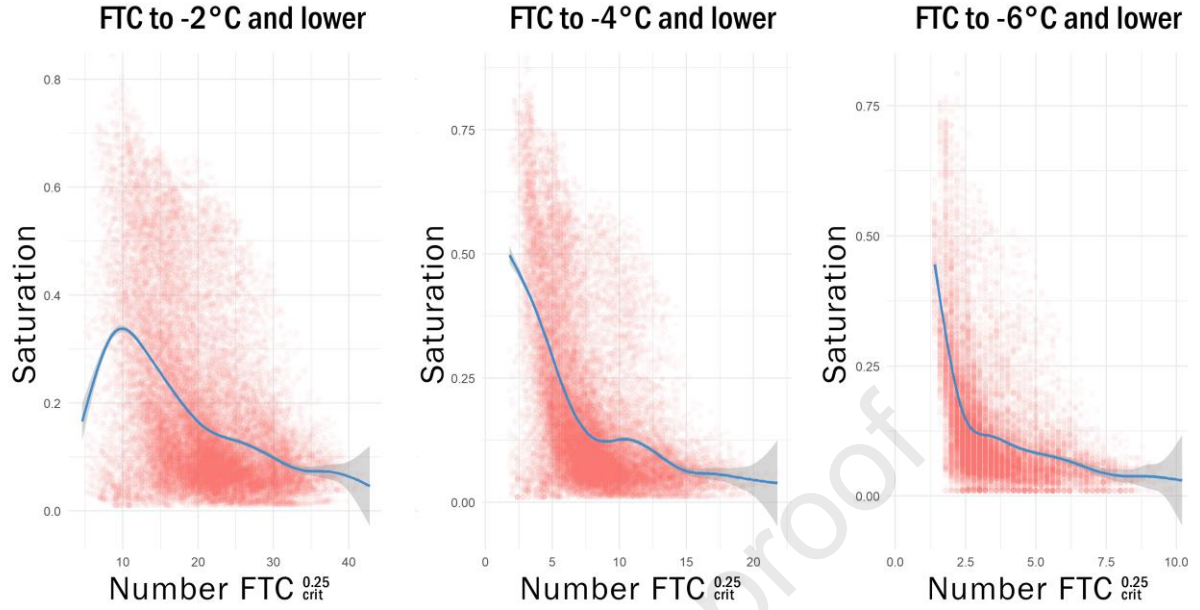 FTC to -2°C and lower
0.8
0.6
0.4
0.2
0.0
Saturation
10
20
30
40
Number FTC 0.25 crit
FTC to -4°C and lower
0.75
0.50
0.25
0.00
Saturation
0
5
10
15
20
Number FTC 0.25 crit
FTC to -6°C and lower
0.75
0.50
0.25
0.00
Saturation
0.0
2.5
5.0
7.5
10.0
Number FTC 0.25 crit
proof